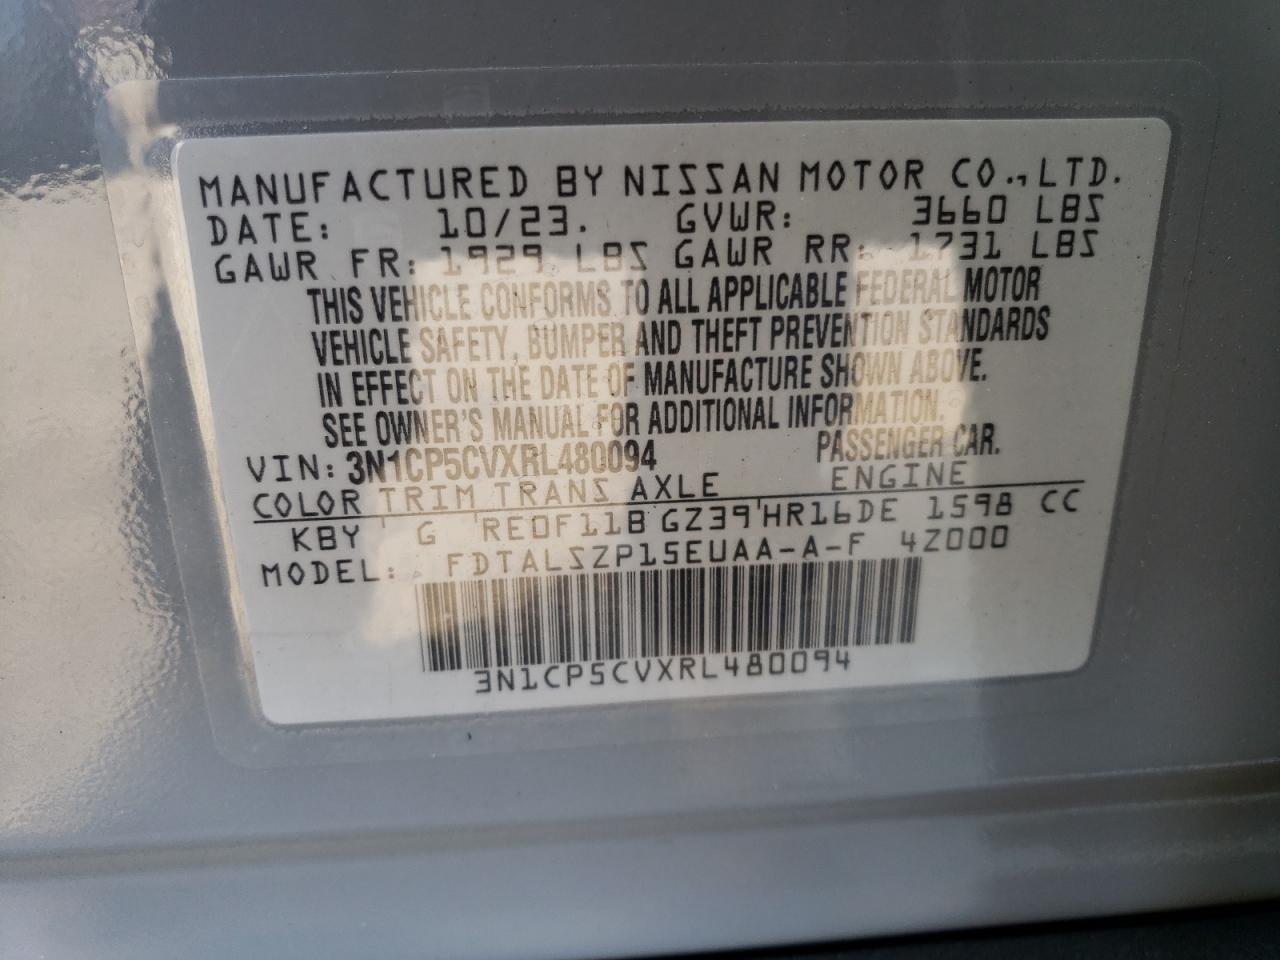 MANUFACTURED BY NISSAN MOTOR CO., LTD.
DATE: 10/23. GVWR: 3660 LBS
GAWR FR: 1929 LBS GAWR RR: 1731 LBS
THIS VEHICLE CONFORMS TO ALL APPLICABLE FEDERAL MOTOR
VEHICLE SAFETY, BUMPER AND THEFT PREVENTION STANDARDS
IN EFFECT ON THE DATE OF MANUFACTURE SHOWN ABOVE.
SEE OWNER'S MANUAL FOR ADDITIONAL INFORMATION.
VIN: 3N1CP5CVXRL480094 PASSENGER CAR.
COLOR TRIM TRANS AXLE ENGINE
KBY G RE0F11B GZ39 HR16DE 1598 CC
MODEL: FDTALSZP15EUAA-A-F 4Z000
3N1CP5CVXRL480094